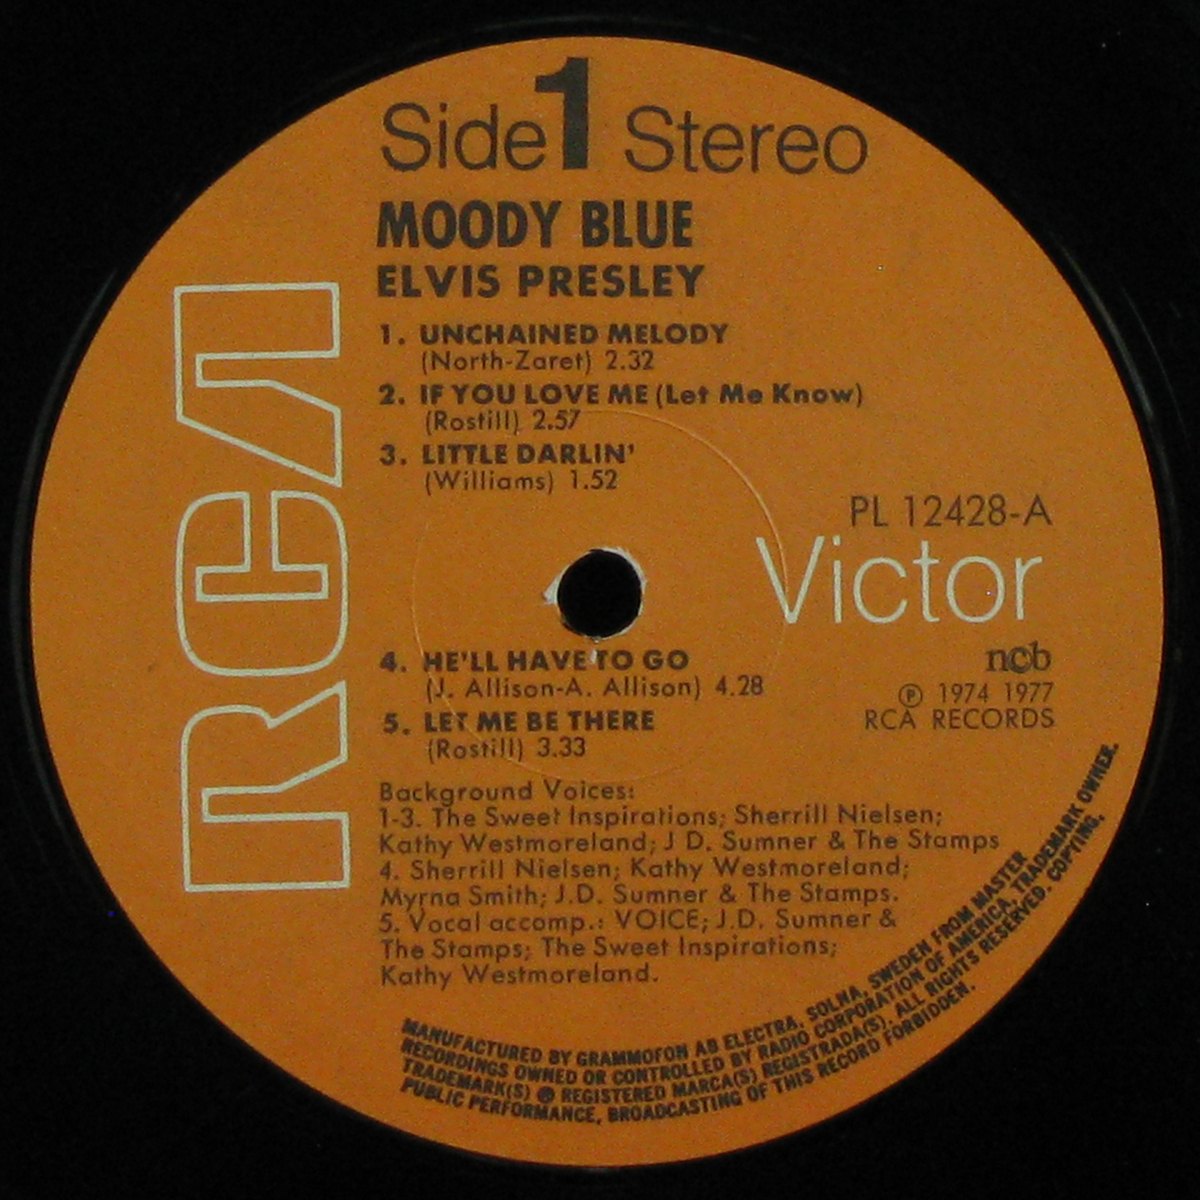 Side 1 Stereo
MOODY BLUE
ELVIS PRESLEY
1. UNCHAINED MELODY
(North-Zaret) 2.32
2. IF YOU LOVE ME (Let Me Know)
(Rostill) 2.57
3. LITTLE DARLIN'
(Williams) 1.52
RCA
PL 12428-A
Victor
4. HE'LL HAVE TO GO
(J. Allison-A. Allison) 4.28
5. LET ME BE THERE
(Rostill) 3.33
ncb
Ⓟ 1974 1977
RCA RECORDS
Background Voices:
1-3. The Sweet Inspirations; Sherrill Nielsen;
Kathy Westmoreland; J D. Sumner & The Stamps
4. Sherrill Nielsen; Kathy Westmoreland;
Myrna Smith; J.D. Sumner & The Stamps.
5. Vocal accomp.: VOICE; J.D. Sumner &
The Stamps; The Sweet Inspirations;
Kathy Westmoreland.
MANUFACTURED BY GRAMMOFON AB ELECTRA, SOLNA, SWEDEN FROM MASTER
RECORDINGS OWNED OR CONTROLLED BY RADIO CORPORATION OF AMERICA, TRADEMARK OWNER.
TRADEMARK(S) ® REGISTERED MARCA(S) REGISTRADA(S). ALL RIGHTS RESERVED. COPYING,
PUBLIC PERFORMANCE, BROADCASTING OF THIS RECORD FORBIDDEN.